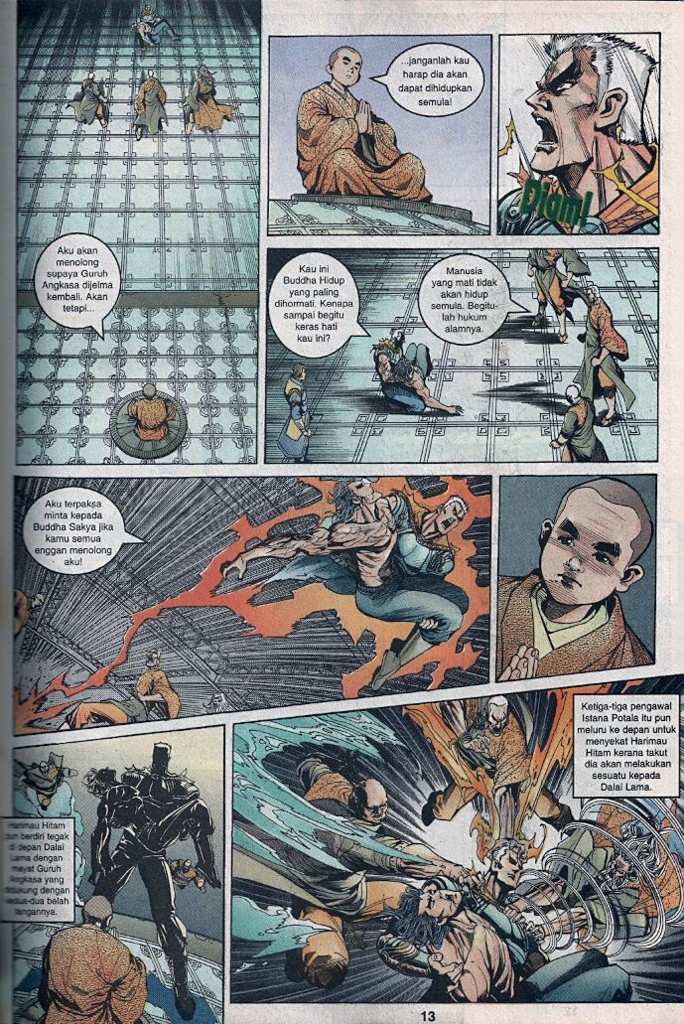 Aku akan
menolong
supaya Guruh
Angkasa dijelma
kembali. Akan
tetapi...
...janganlah kau
harap dia akan
dapat dihidupkan
semula!
Diam!
Kau ini
Buddha Hidup
yang paling
dihormati. Kenapa
sampai begitu
keras hati
kau ini?
Manusia
yang mati tidak
akan hidup
semula. Begitu-
lah hukum
alamnya.
Aku terpaksa
minta kepada
Buddha Sakya jika
kamu semua
enggan menolong
aku!
Ketiga-tiga pengawal
Istana Potala itu pun
meluru ke depan untuk
menyekat Harimau
Hitam kerana takut
dia akan melakukan
sesuatu kepada
Dalai Lama.
Harimau Hitam
pun berdiri tegak
di depan Dalai
Lama dengan
mayat Guruh
Angkasa yang
didukung dengan
kedua-dua belah
tangannya.
13